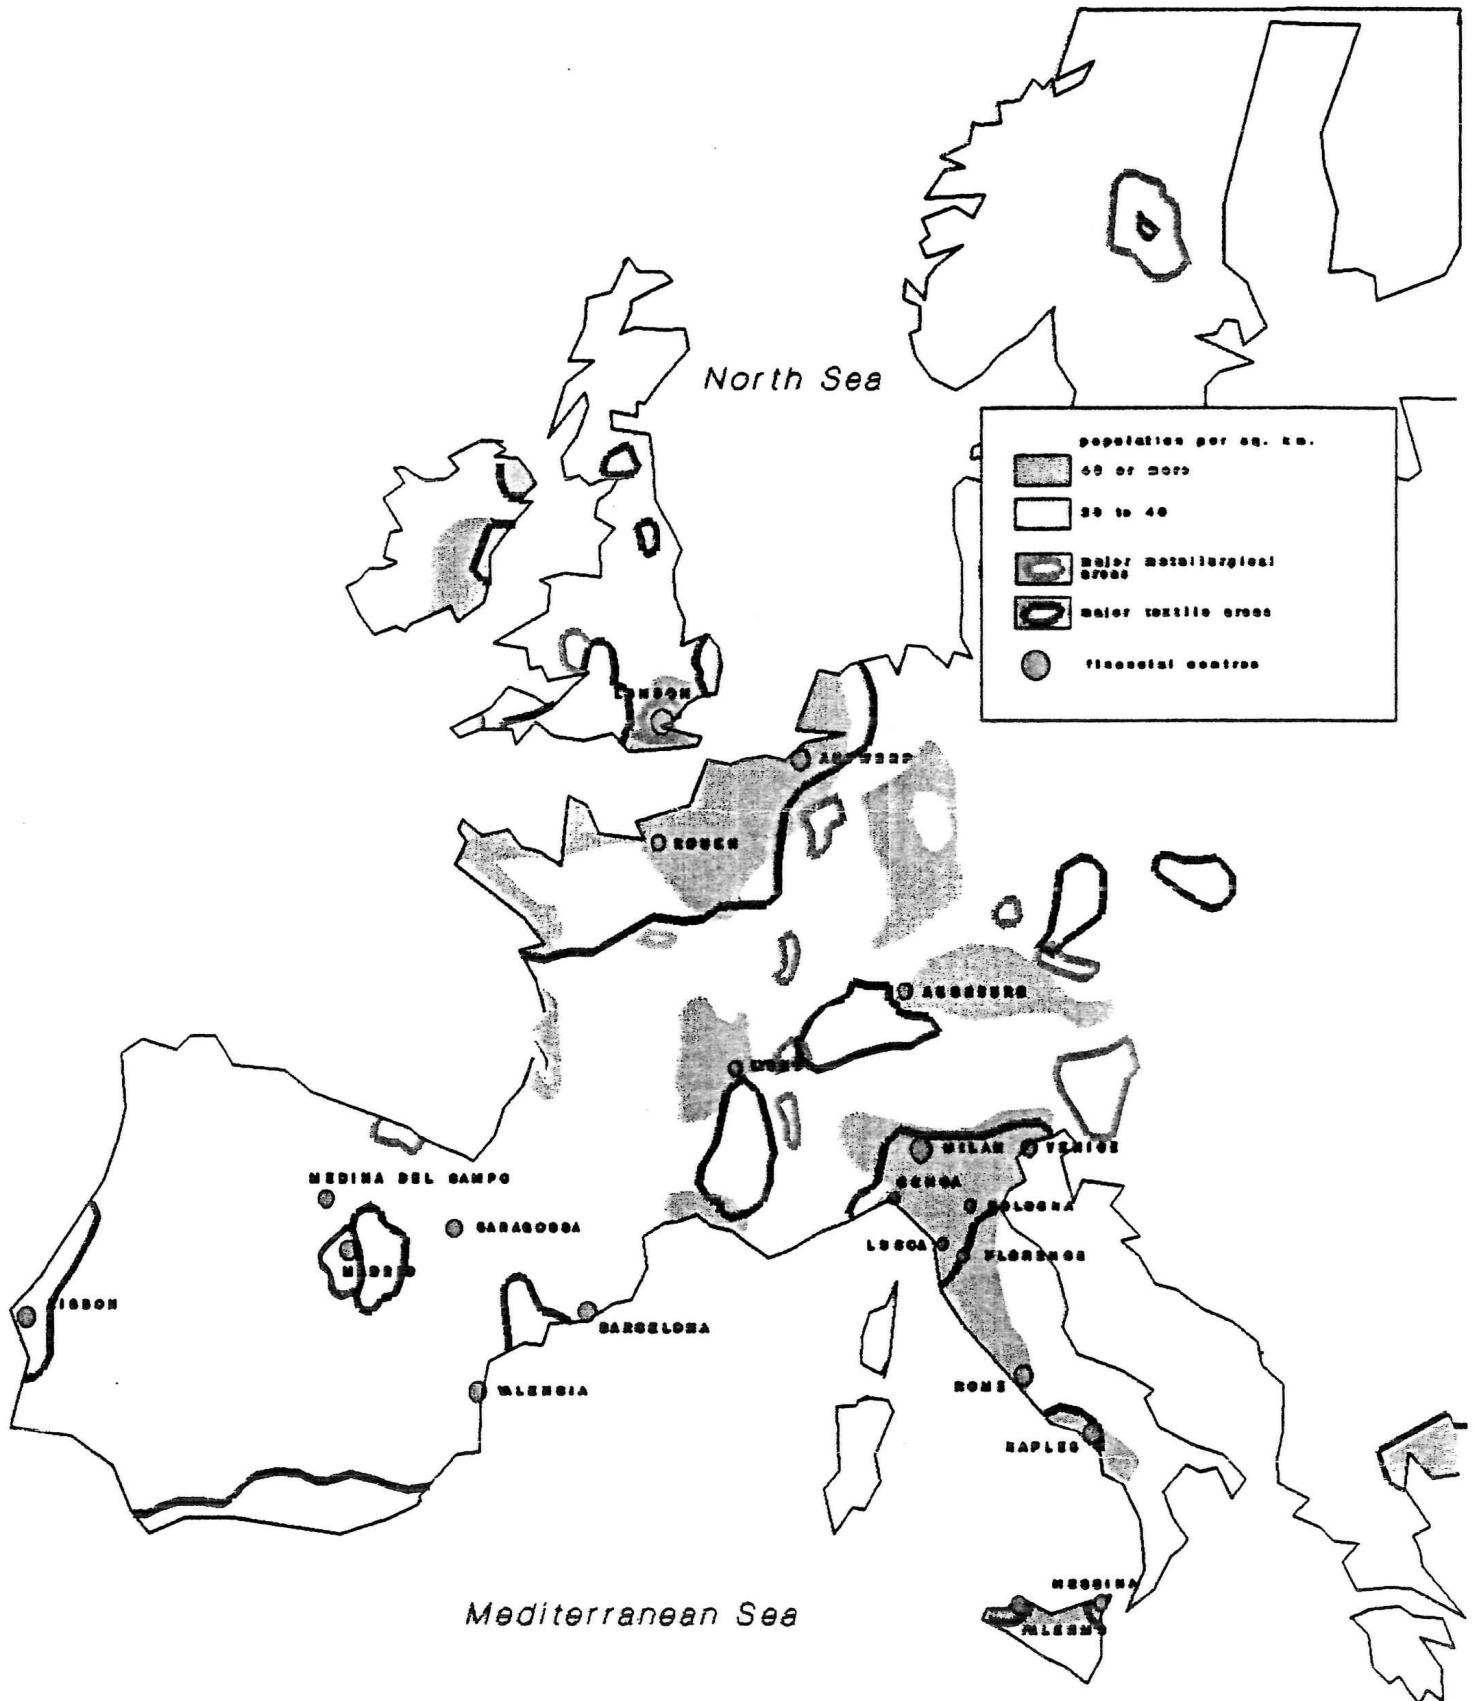 North Sea
population per sq. km.
40 or more
20 to 40
major metallurgical
areas
major textile areas
financial centres
LONDON
ANTWERP
ROUEN
AUGSBURG
LYONS
MILAN
VENICE
GENOA
BOLOGNA
MEDINA DEL CAMPO
SARAGOSSA
LUCCA
FLORENCE
MADRID
LISBON
BARCELONA
ROME
VALENCIA
NAPLES
MESSINA
Mediterranean Sea
PALERMO